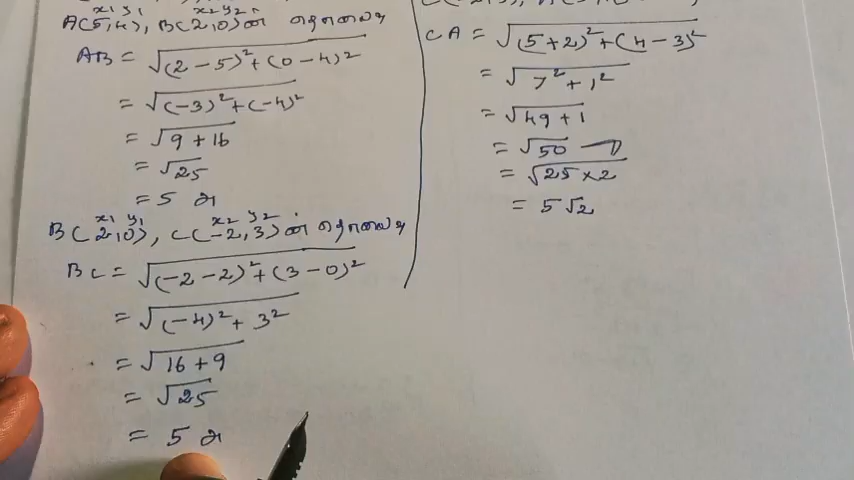 x₁ y₁ x₂ y₂
A(5,4), B(2,0) ன் தொலைவு
AB = √(2-5)²+(0-4)²
= √(-3)²+(-4)²
= √9+16
= √25
= 5 அ
x₁ y₁ x₂ y₂
B(2,0), C(-2,3) ன் தொலைவு
BC = √(-2-2)²+(3-0)²
= √(-4)²+3²
= √16+9
= √25
= 5 அ
CA = √(5+2)²+(4-3)²
= √7²+1²
= √49+1
= √50
= √25×2
= 5√2